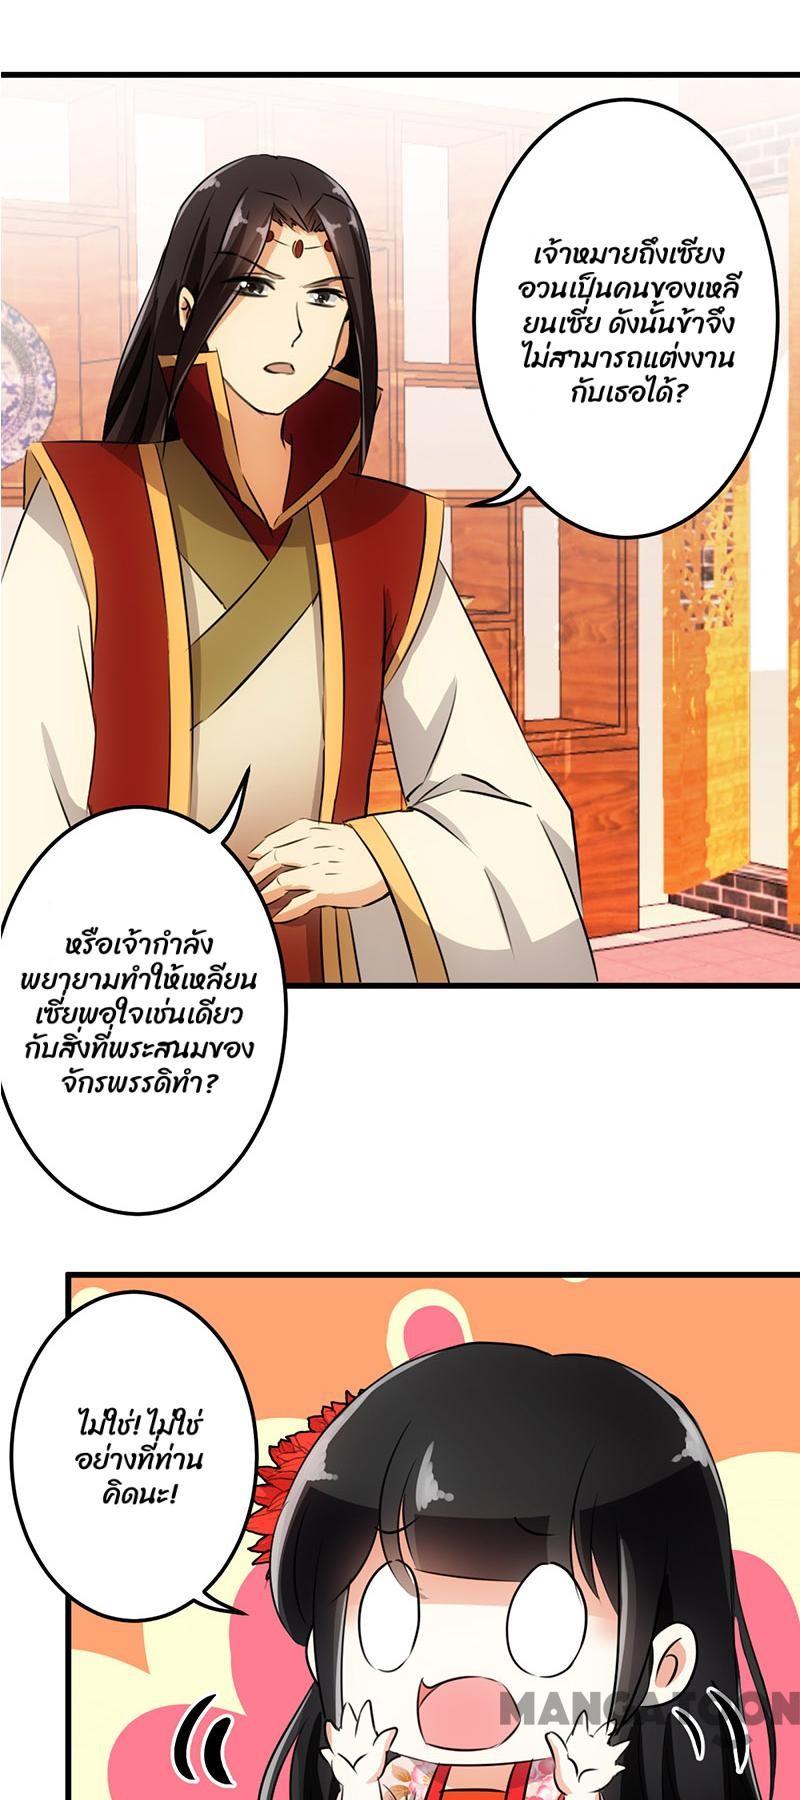 เจ้าหมายถึงเซียง
อวนเป็นคนของเหลี
ยนเซี่ย ดังนั้นข้าจึง
ไม่สามารถแต่งงาน
กับเธอได้?
หรือเจ้ากำลัง
พยายามทำให้เหลียน
เซี่ยพอใจเช่นเดียว
กับสิ่งที่พระสนมของ
จักรพรรดิทำ?
ไม่ใช่! ไม่ใช่
อย่างที่ท่าน
คิดนะ!
MANGATOON